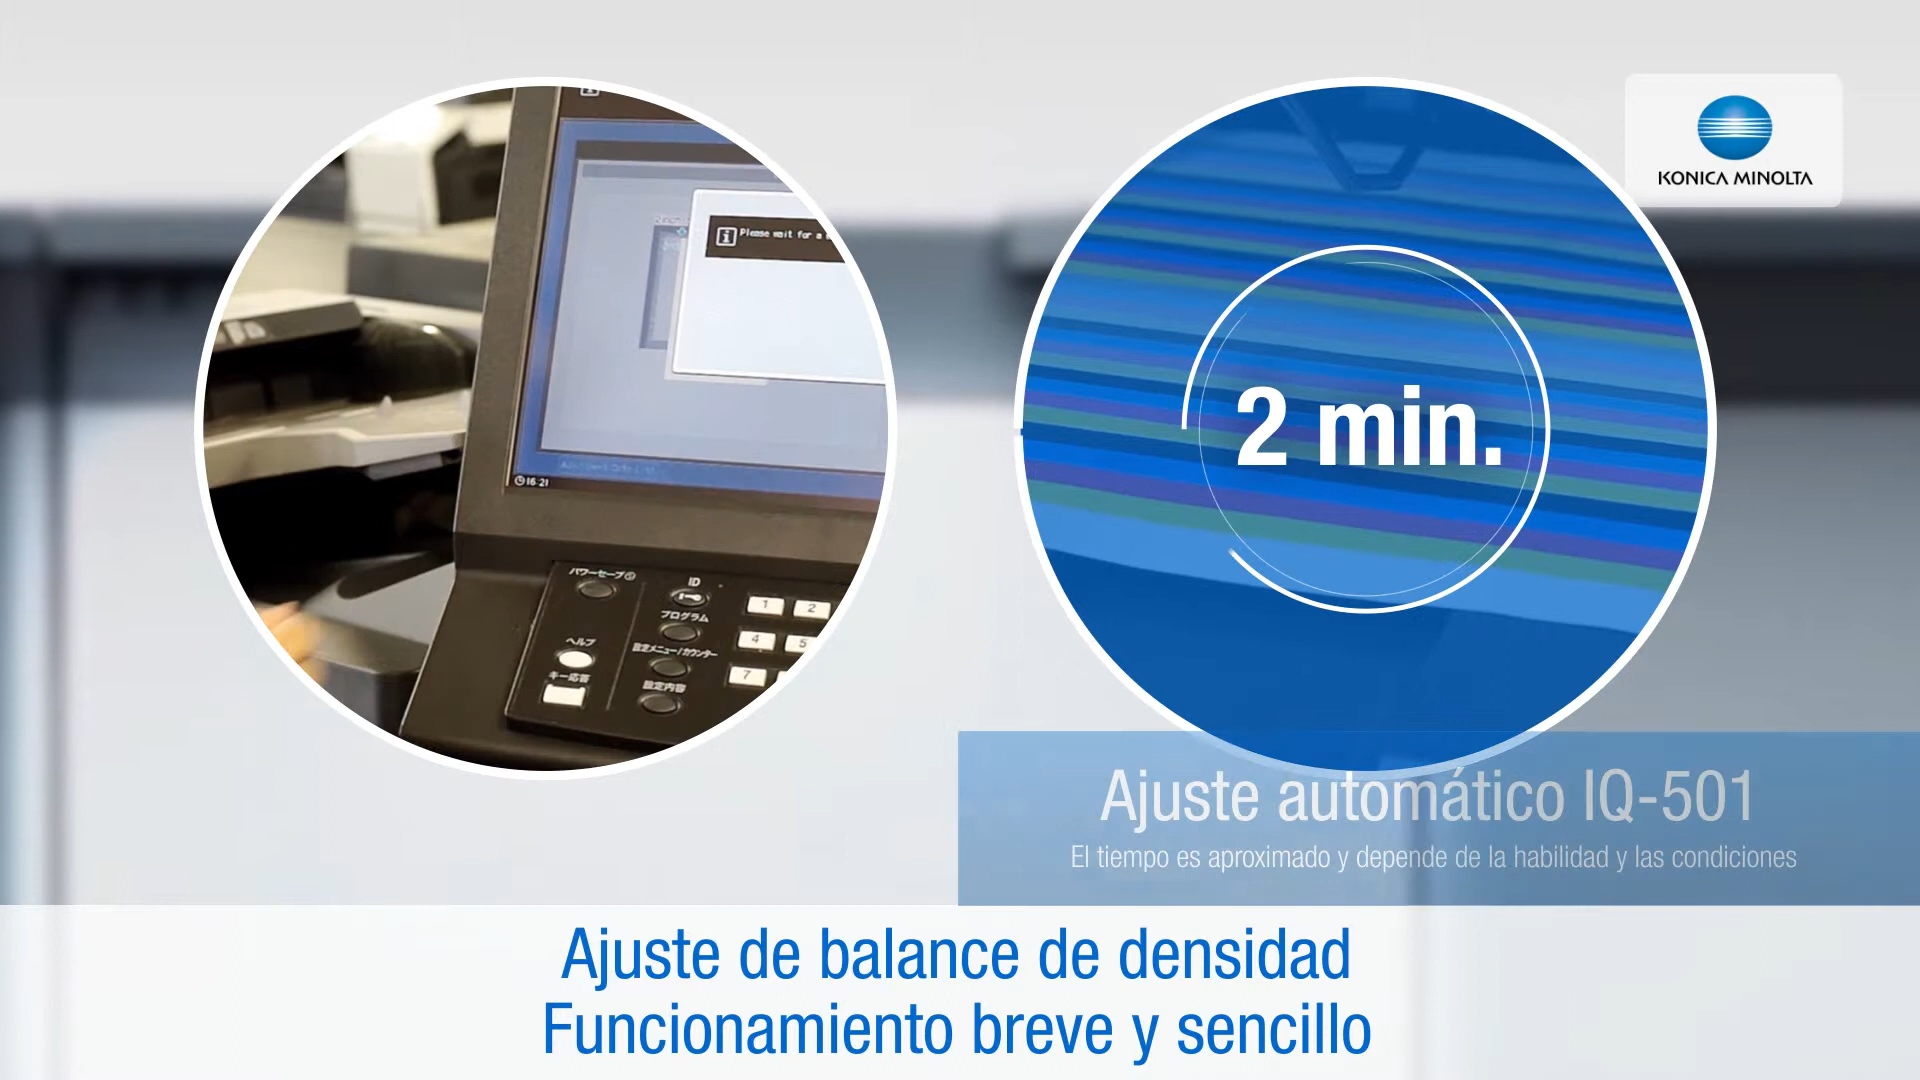 KONICA MINOLTA
Please wait for a
16:21
パワーセーブ
ID
プログラム
ヘルプ
設定メニュー/カウンター
キー応答
設定内容
1 2
4 5
7
2 min.
Ajuste automático IQ-501
El tiempo es aproximado y depende de la habilidad y las condiciones
Ajuste de balance de densidad
Funcionamiento breve y sencillo